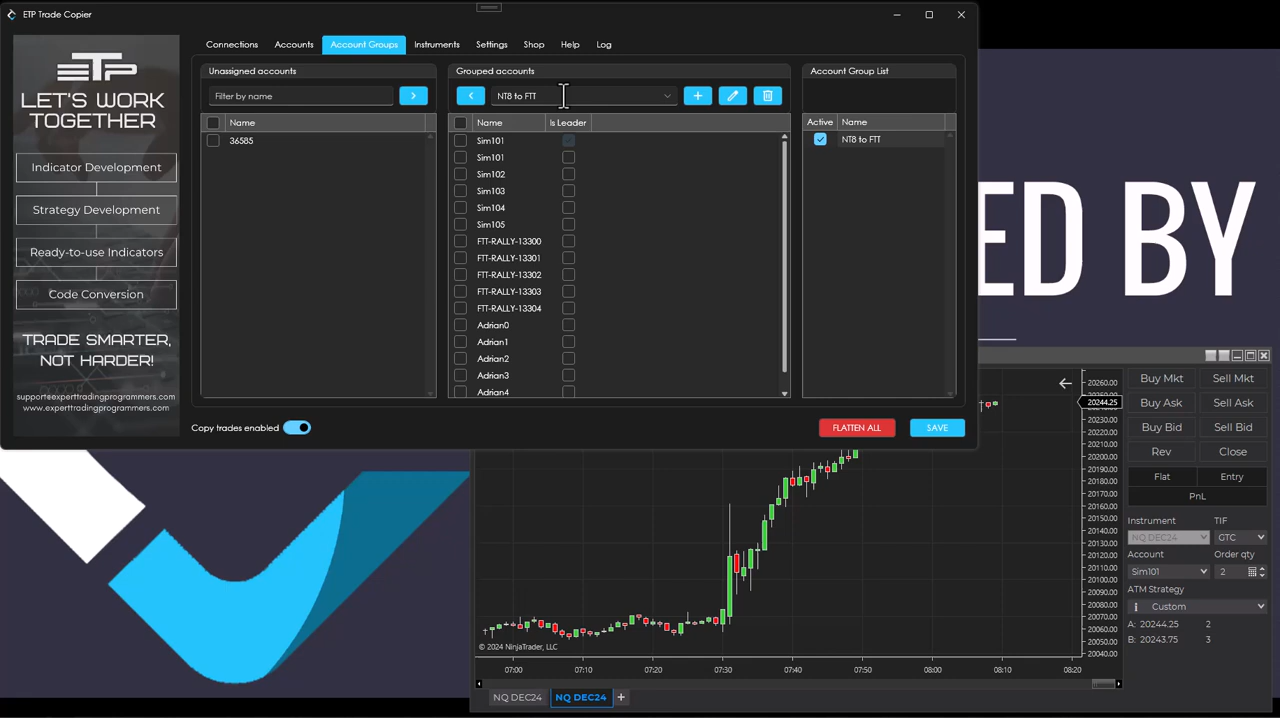 ETP Trade Copier
ETP
LET'S WORK
TOGETHER
Indicator Development
Strategy Development
Ready-to-use Indicators
Code Conversion
TRADE SMARTER,
NOT HARDER!
support@experttradingprogrammers.com
www.experttradingprogrammers.com
Connections
Accounts
Account Groups
Instruments
Settings
Shop
Help
Log
Unassigned accounts
Filter by name
Name
36585
Grouped accounts
NT8 to FTT
Name
Is Leader
Sim101
Sim101
Sim102
Sim103
Sim104
Sim105
FTT-RALLY-13300
FTT-RALLY-13301
FTT-RALLY-13302
FTT-RALLY-13303
FTT-RALLY-13304
Adrian0
Adrian1
Adrian2
Adrian3
Adrian4
Account Group List
Active
Name
NT8 to FTT
Copy trades enabled
FLATTEN ALL
SAVE
ED BY
20260.00
20244.25
20230.00
20220.00
20210.00
20200.00
20190.00
20180.00
20170.00
20160.00
20150.00
20140.00
20130.00
20120.00
20110.00
20100.00
20090.00
20080.00
20070.00
20060.00
20050.00
20040.00
© 2024 NinjaTrader, LLC
07:00
07:10
07:20
07:30
07:40
07:50
08:00
08:10
08:20
NQ DEC24
NQ DEC24
Buy Mkt
Sell Mkt
Buy Ask
Sell Ask
Buy Bid
Sell Bid
Rev
Close
Flat
Entry
PnL
Instrument
TIF
NQ DEC24
GTC
Account
Order qty
Sim101
2
ATM Strategy
Custom
A: 20244.25 2
B: 20243.75 3